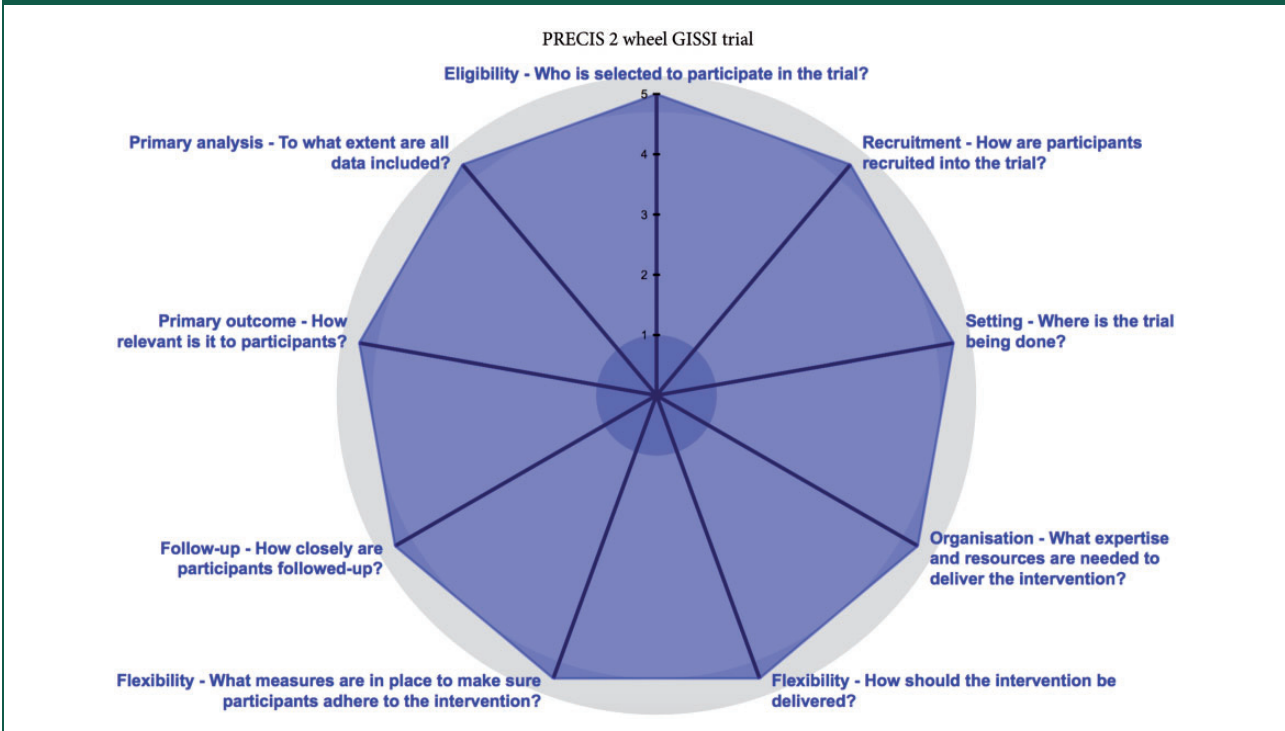 PRECIS 2 wheel GISSI trial
Eligibility - Who is selected to participate in the trial?
5
4
3
2
1
Recruitment - How are participants
recruited into the trial?
Setting - Where is the trial
being done?
Organisation - What expertise
and resources are needed to
deliver the intervention?
Flexibility - How should the intervention be
delivered?
Flexibility - What measures are in place to make sure
participants adhere to the intervention?
Follow-up - How closely are
participants followed-up?
Primary outcome - How
relevant is it to participants?
Primary analysis - To what extent are all
data included?